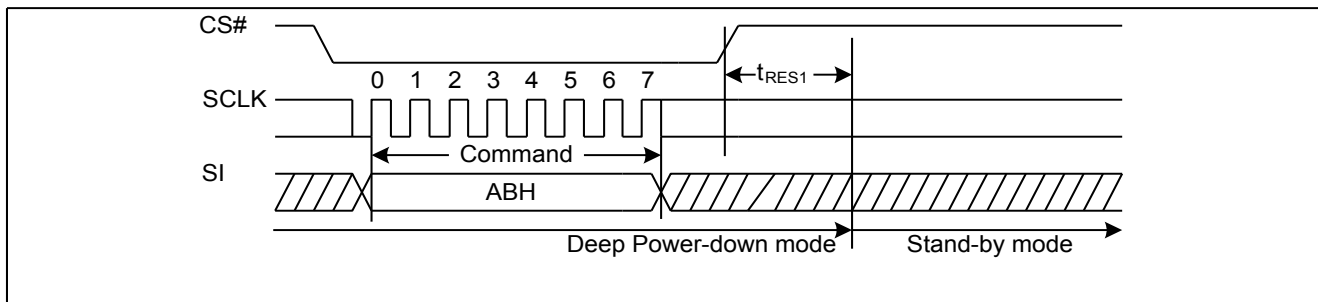 CS#
tRES1
0 1 2 3 4 5 6 7
SCLK
Command
SI
ABH
Deep Power-down mode Stand-by mode